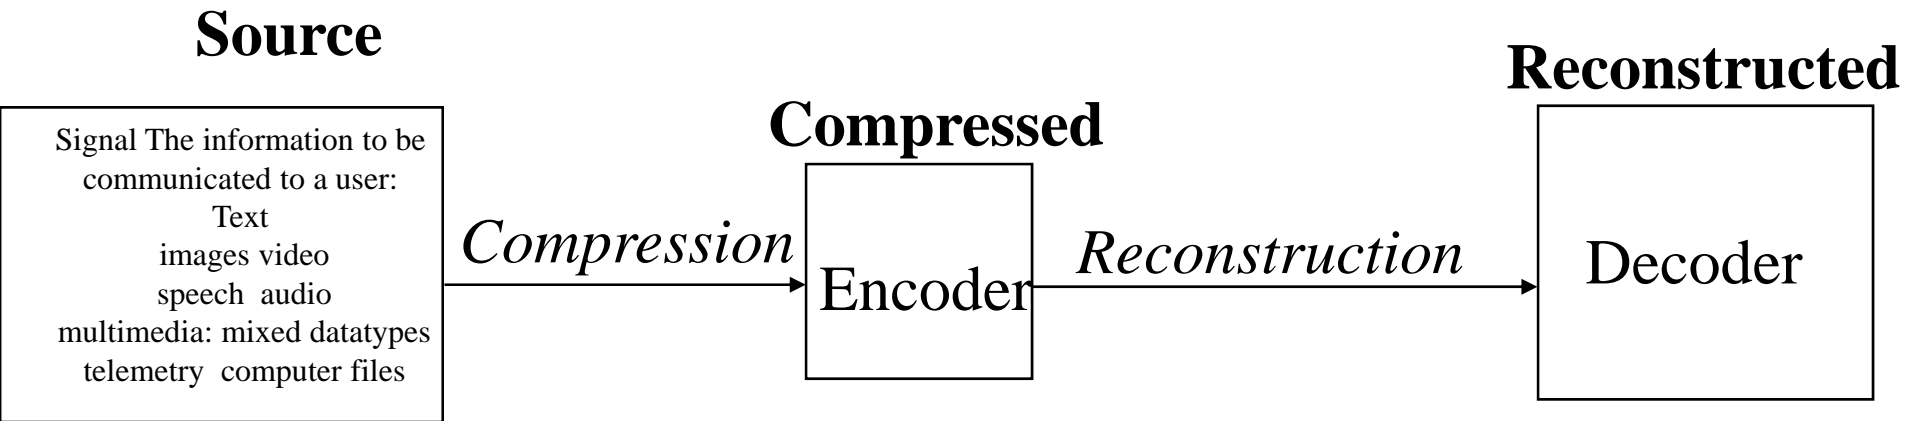 Source
Signal The information to be
communicated to a user:
Text
images video
speech audio
multimedia: mixed datatypes
telemetry computer files
Compression
Compressed
Encoder
Reconstruction
Reconstructed
Decoder